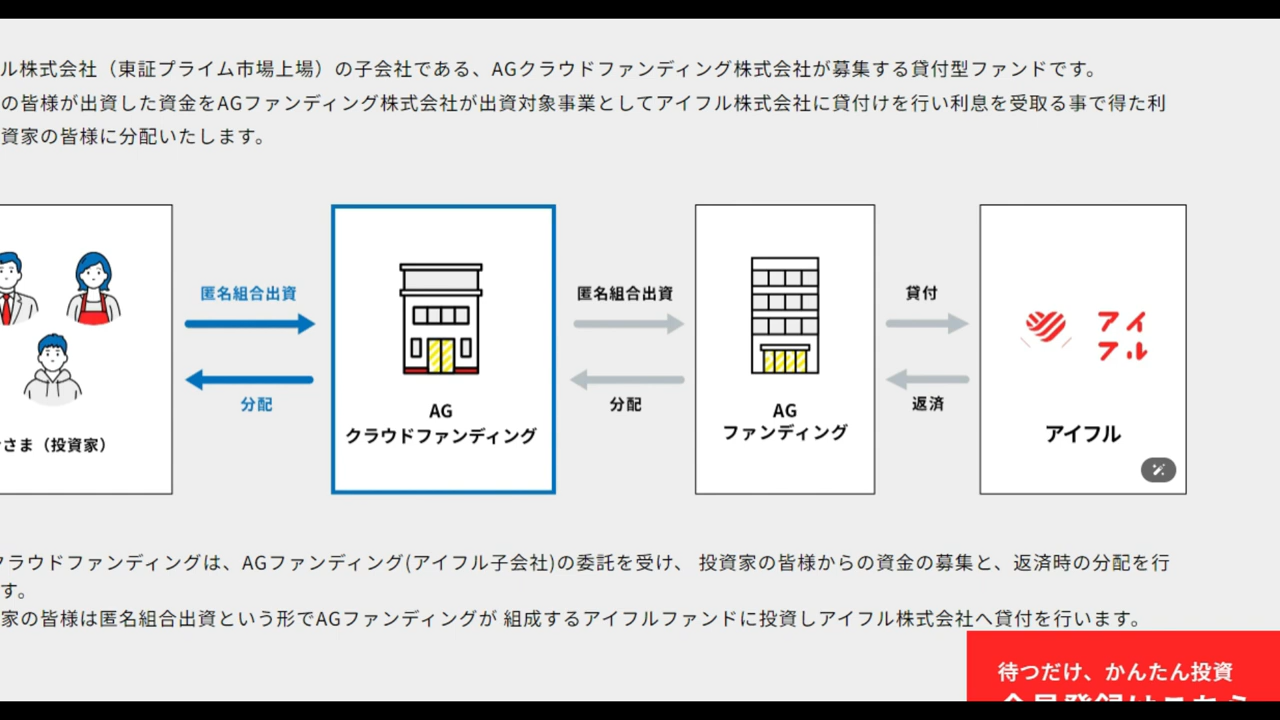 ル株式会社（東証プライム市場上場）の子会社である、AGクラウドファンディング株式会社が募集する貸付型ファンドです。
の皆様が出資した資金をAGファンディング株式会社が出資対象事業としてアイフル株式会社に貸付けを行い利息を受取る事で得た利
資家の皆様に分配いたします。
匿名組合出資
匿名組合出資
貸付
アイ
フル
分配
分配
返済
さま（投資家）
AG
クラウドファンディング
AG
ファンディング
アイフル
クラウドファンディングは、AGファンディング(アイフル子会社)の委託を受け、 投資家の皆様からの資金の募集と、返済時の分配を行
す。
家の皆様は匿名組合出資という形でAGファンディングが 組成するアイフルファンドに投資しアイフル株式会社へ貸付を行います。
待つだけ、かんたん投資
会員登録はこちら